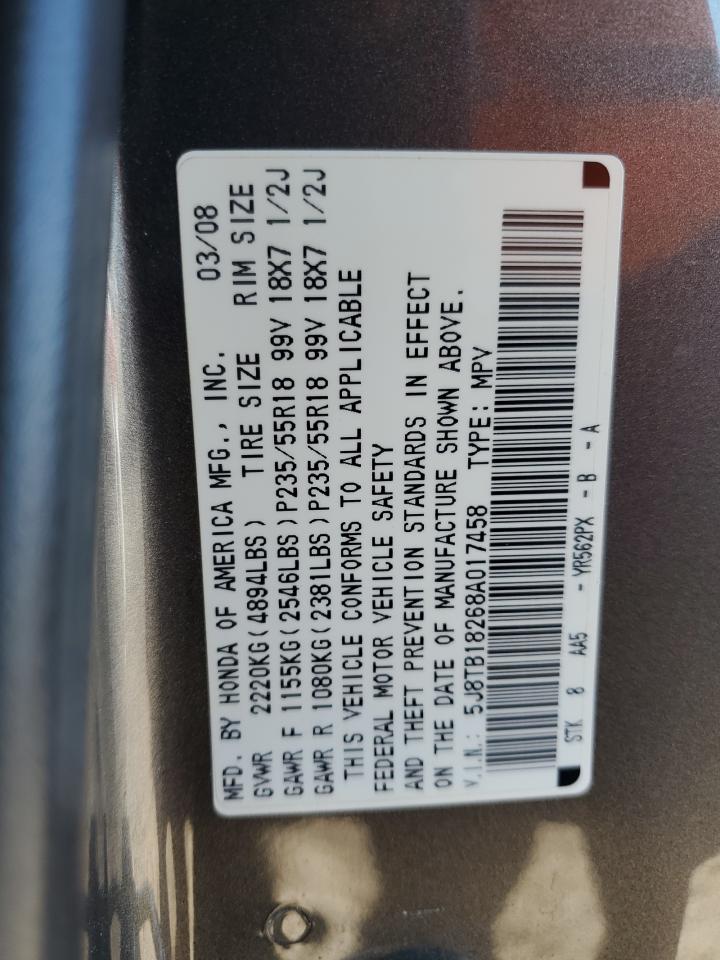 MFD. BY HONDA OF AMERICA MFG., INC. 03/08
GVWR 2220KG(4894LBS) TIRE SIZE RIM SIZE
GAWR F 1155KG(2546LBS)P235/55R18 99V 18X7 1/2J
GAWR R 1080KG(2381LBS)P235/55R18 99V 18X7 1/2J
THIS VEHICLE CONFORMS TO ALL APPLICABLE
FEDERAL MOTOR VEHICLE SAFETY
AND THEFT PREVENTION STANDARDS IN EFFECT
ON THE DATE OF MANUFACTURE SHOWN ABOVE.
V.I.N.: 5J8TB18268A017458 TYPE: MPV
STK 8 AA5 - YR562PX - B - A